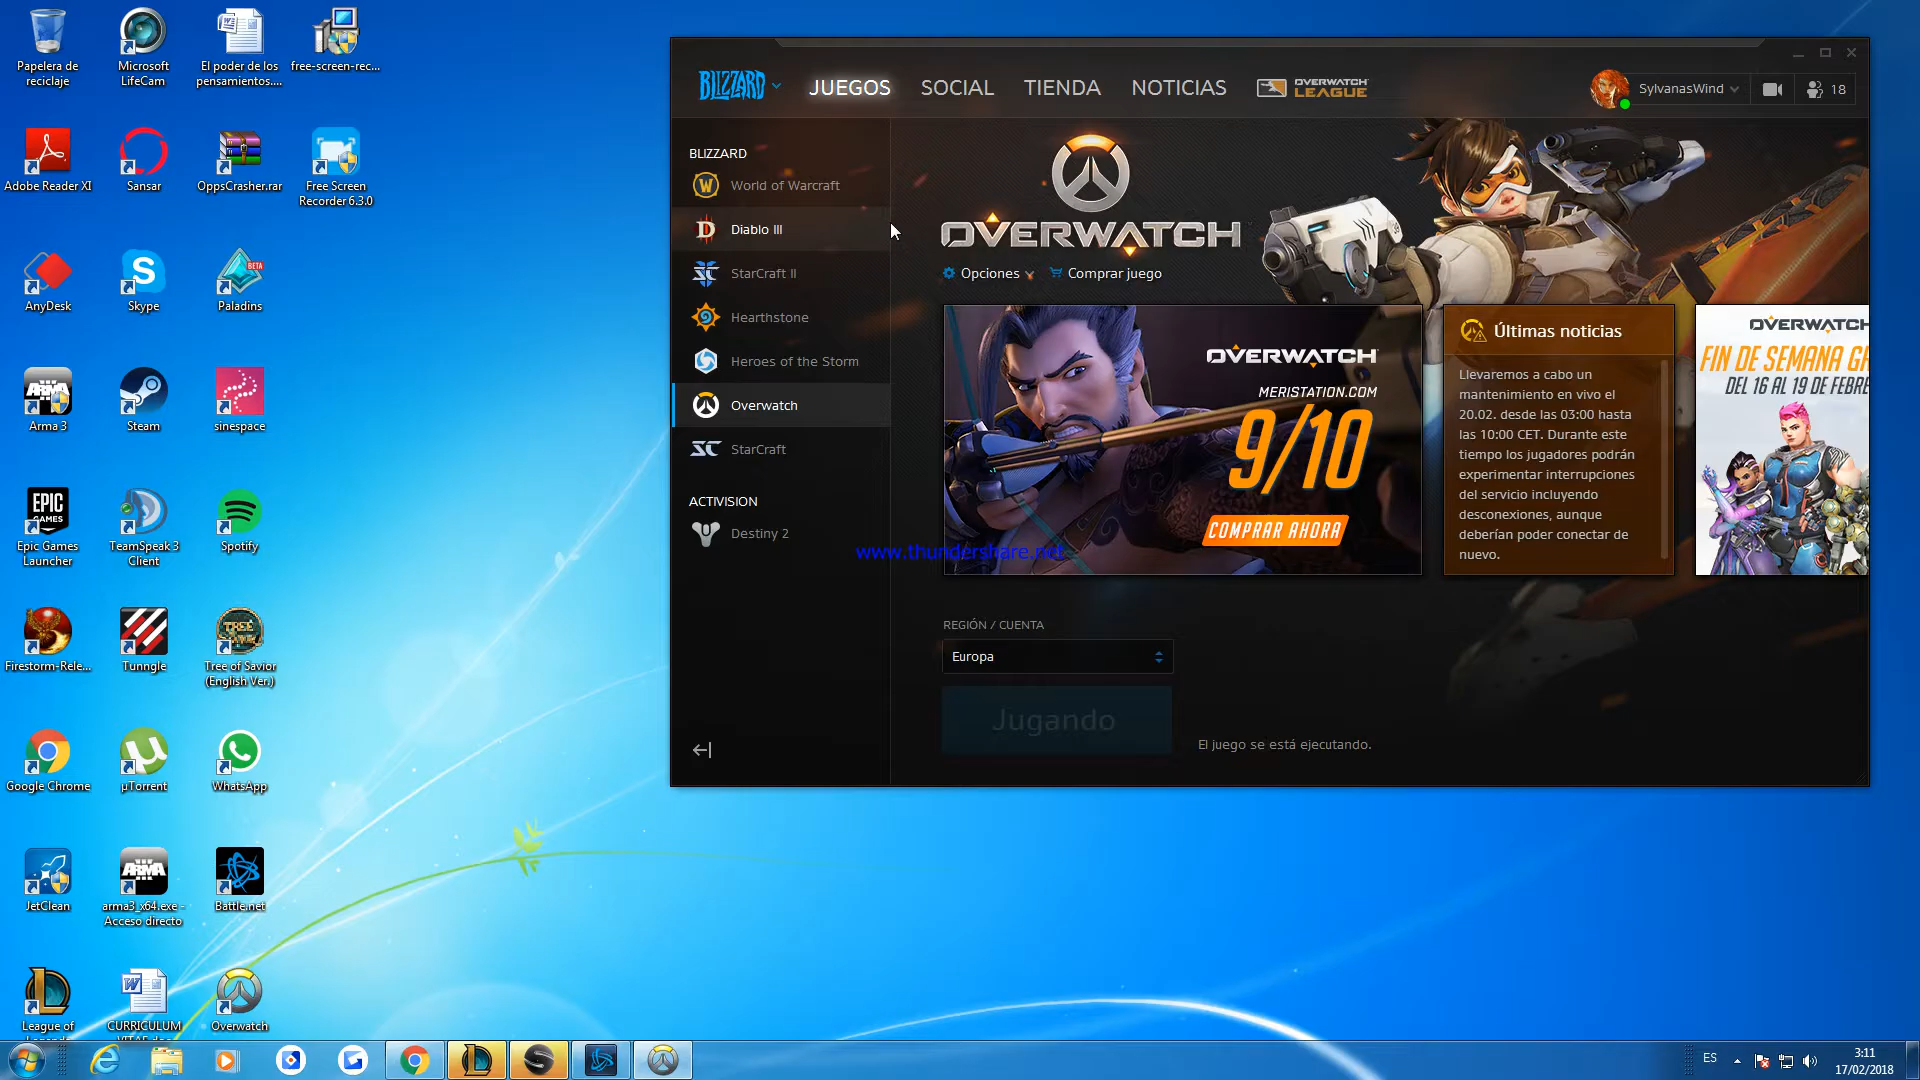 Papelera de
reciclaje
Microsoft
LifeCam
El poder de los
pensamientos....
free-screen-rec...
Adobe Reader XI
Sansar
OppsCrasher.rar
Free Screen
Recorder 6.3.0
AnyDesk
Skype
BETA
Paladins
ARMA
Arma 3
Steam
sinespace
EPIC
GAMES
Epic Games
Launcher
TeamSpeak 3
Client
Spotify
Firestorm-Rele...
Tunngle
TREE
SAVIOR
Tree of Savior
(English Ver.)
Google Chrome
µTorrent
WhatsApp
JetClean
ARMA
arma3_x64.exe -
Acceso directo
Battle.net
League of
CURRICULUM
Overwatch
BLIZZARD
JUEGOS
SOCIAL
TIENDA
NOTICIAS
OVERWATCH
LEAGUE
SylvanasWind
18
BLIZZARD
World of Warcraft
Diablo III
StarCraft II
Hearthstone
Heroes of the Storm
Overwatch
StarCraft
ACTIVISION
Destiny 2
OVERWATCH
Opciones
Comprar juego
OVERWATCH
MERISTATION.COM
9/10
COMPRAR AHORA
www.thundershare.net
Últimas noticias
Llevaremos a cabo un
mantenimiento en vivo el
20.02. desde las 03:00 hasta
las 10:00 CET. Durante este
tiempo los jugadores podrán
experimentar interrupciones
del servicio incluyendo
desconexiones, aunque
deberían poder conectar de
nuevo.
OVERWATCH
FIN DE SEMANA GR
DEL 16 AL 19 DE FEBRE
REGIÓN / CUENTA
Europa
Jugando
El juego se está ejecutando.
ES
3:11
17/02/2018